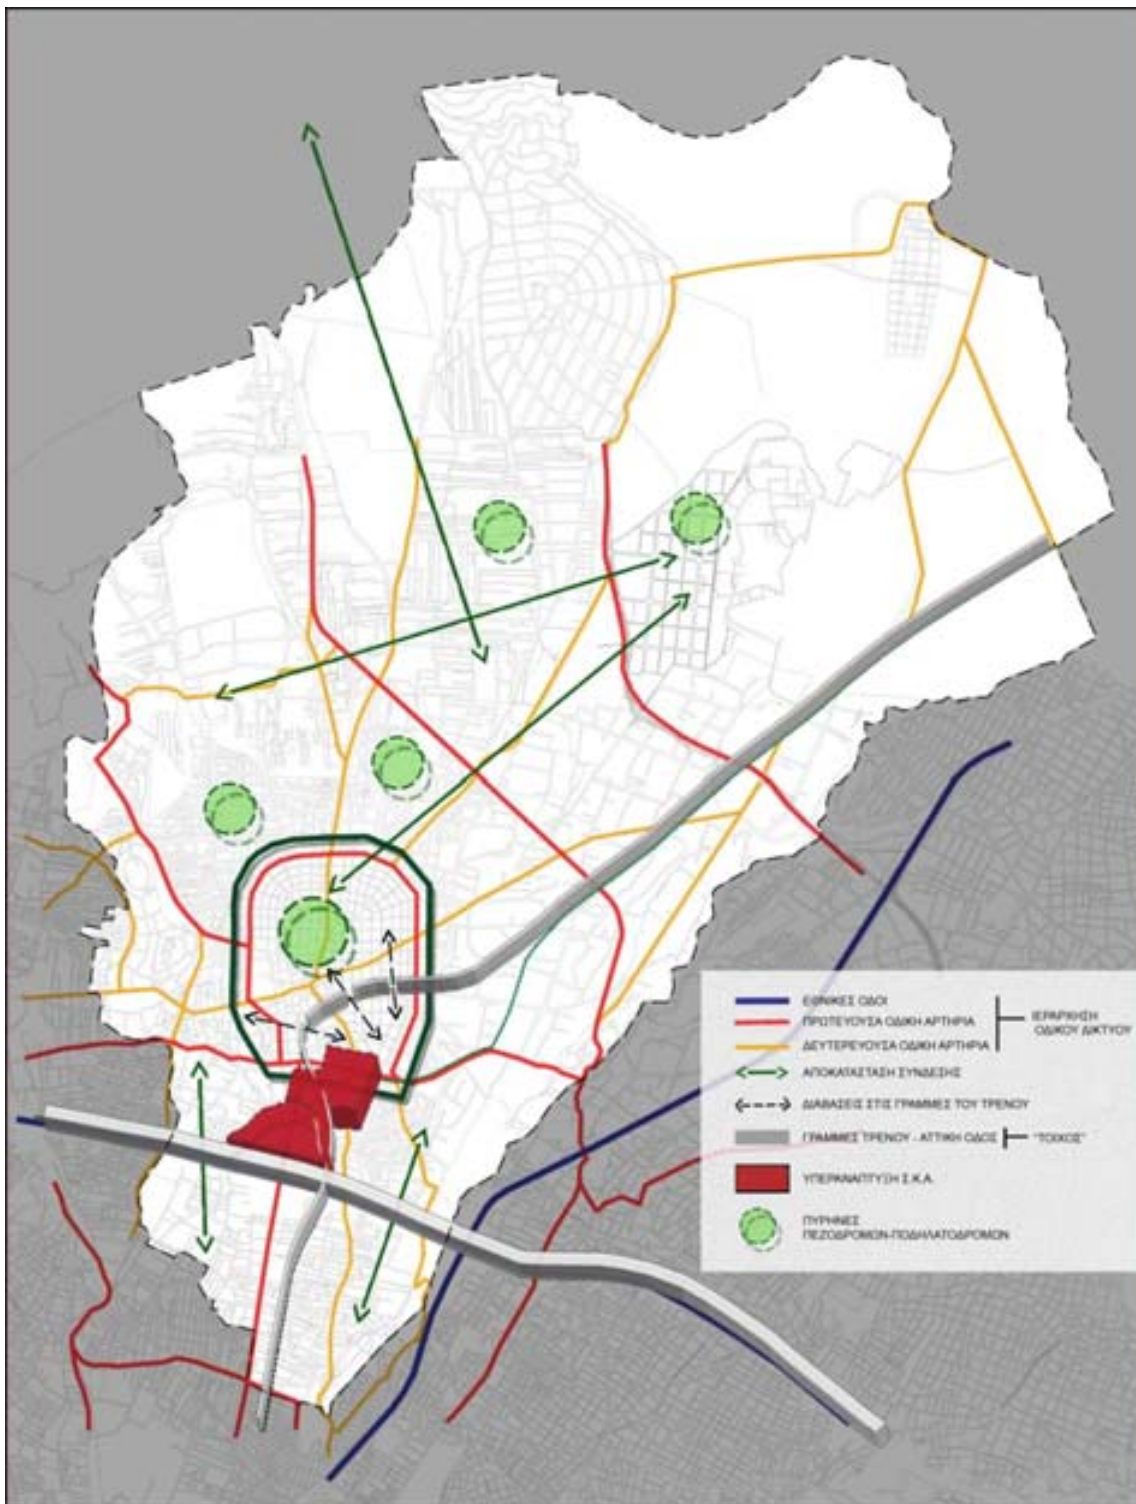 ΕΘΝΙΚΕΣ ΟΔΟΙ
ΠΡΩΤΕΥΟΥΣΑ ΟΔΙΚΗ ΑΡΤΗΡΙΑ
ΔΕΥΤΕΡΕΥΟΥΣΑ ΟΔΙΚΗ ΑΡΤΗΡΙΑ
ΙΕΡΑΡΧΗΣΗ
ΟΔΙΚΟΥ ΔΙΚΤΥΟΥ
ΑΠΟΚΑΤΑΣΤΑΣΗ ΣΥΝΔΕΣΗΣ
ΔΙΑΒΑΣΕΙΣ ΣΤΙΣ ΓΡΑΜΜΕΣ ΤΟΥ ΤΡΕΝΟΥ
ΓΡΑΜΜΕΣ ΤΡΕΝΟΥ - ΑΤΤΙΚΗ ΟΔΟΣ
"ΤΟΙΧΟΣ"
ΥΠΕΡΑΝΑΠΤΥΞΗ Σ.Κ.Α.
ΠΥΡΗΝΕΣ
ΠΕΖΟΔΡΟΜΩΝ-ΠΟΔΗΛΑΤΟΔΡΟΜΩΝ